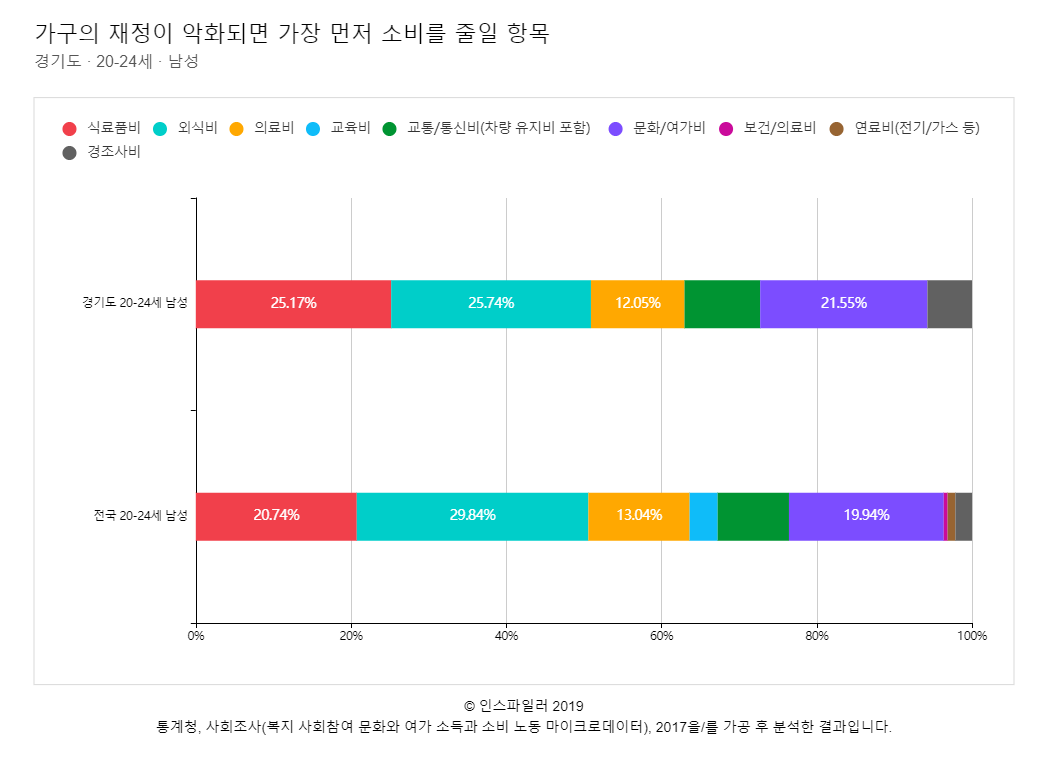 가구의 재정이 악화되면 가장 먼저 소비를 줄일 항목
경기도 · 20-24세 · 남성
식료품비 외식비 의료비 교육비 교통/통신비(차량 유지비 포함) 문화/여가비 보건/의료비 연료비(전기/가스 등)
경조사비
경기도 20-24세 남성 25.17% 25.74% 12.05% 21.55%
전국 20-24세 남성 20.74% 29.84% 13.04% 19.94%
0% 20% 40% 60% 80% 100%
© 인스파일러 2019
통계청, 사회조사(복지 사회참여 문화와 여가 소득과 소비 노동 마이크로데이터), 2017을/를 가공 후 분석한 결과입니다.